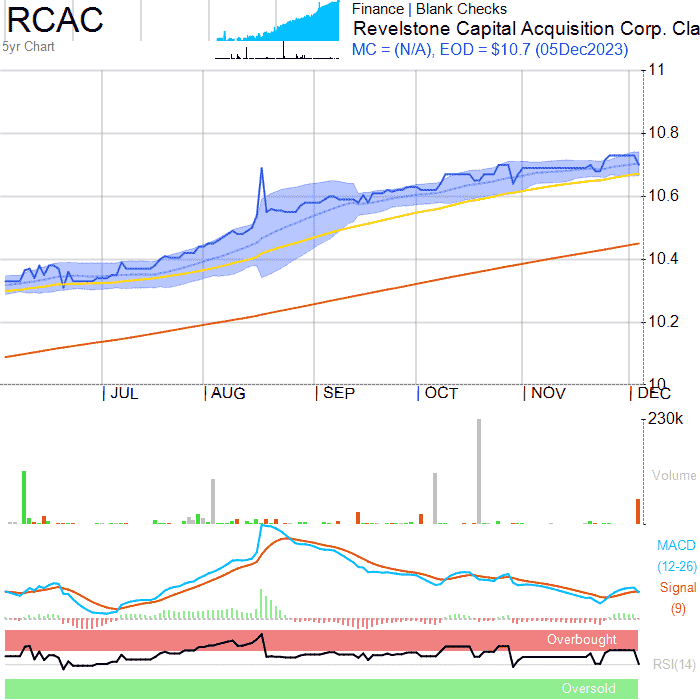 RCAC
5yr Chart
Finance | Blank Checks
Revelstone Capital Acquisition Corp. Cla
MC = (N/A), EOD = $10.7 (05Dec2023)
11
10.8
10.6
10.4
10.2
10
JUL AUG SEP OCT NOV DEC
230k
Volume
MACD
(12-26)
Signal
(9)
Overbought
RSI(14)
Oversold